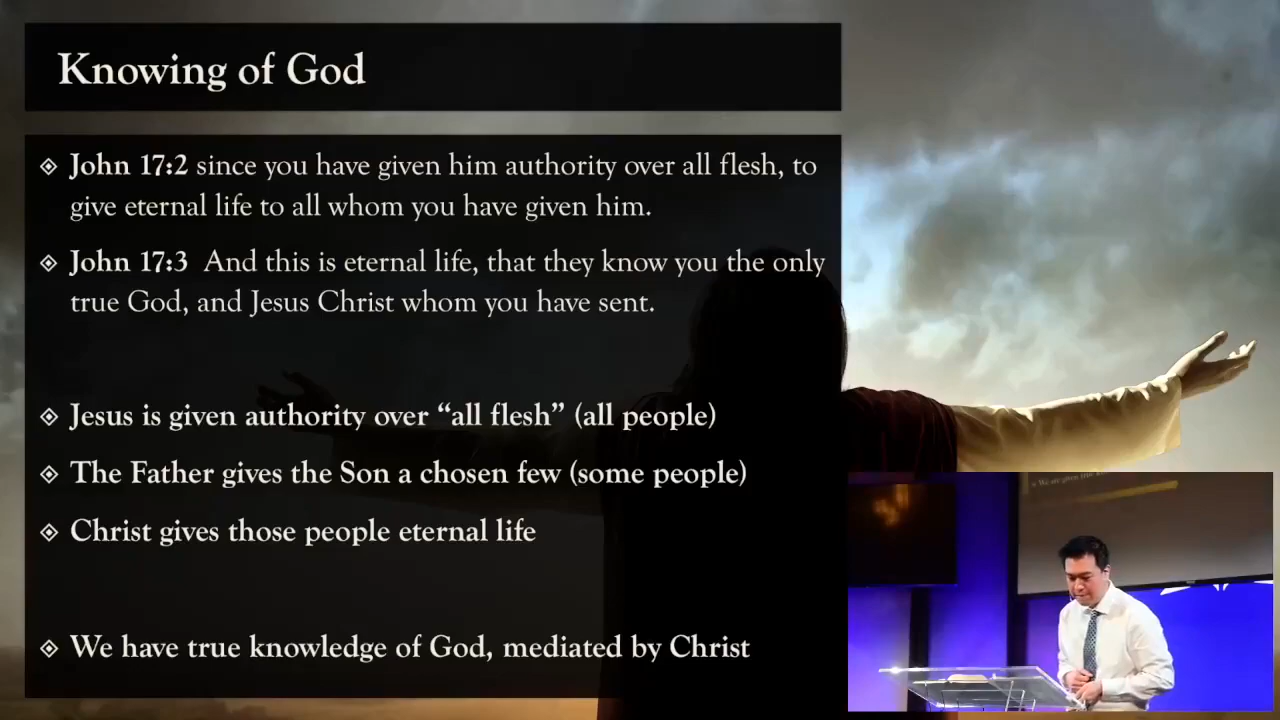 Knowing of God
John 17:2 since you have given him authority over all flesh, to
give eternal life to all whom you have given him.
John 17:3 And this is eternal life, that they know you the only
true God, and Jesus Christ whom you have sent.
Jesus is given authority over “all flesh” (all people)
The Father gives the Son a chosen few (some people)
Christ gives those people eternal life
We have true knowledge of God, mediated by Christ